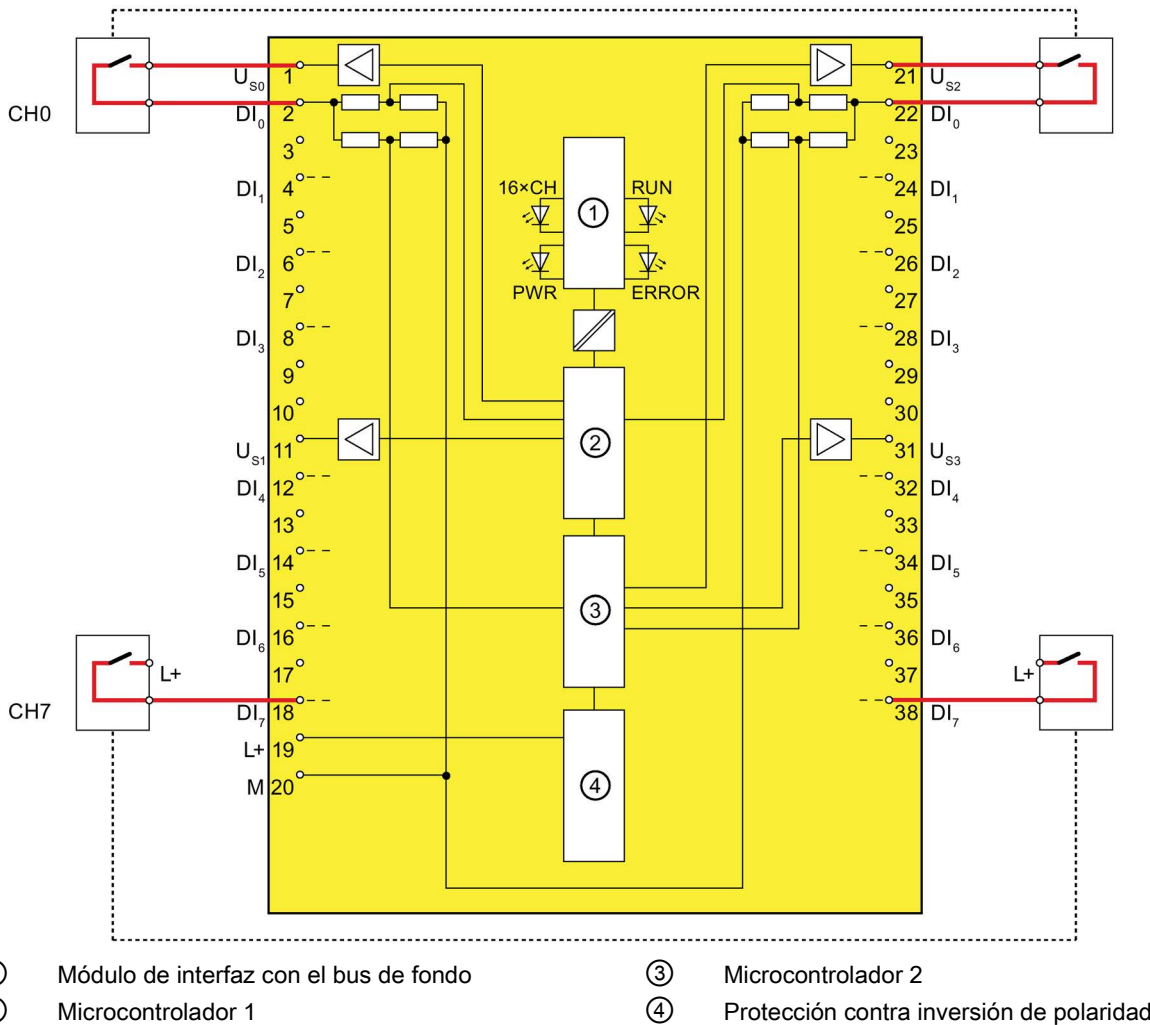 CH0
U_S0 1
DI_0 2
3
DI_1 4
5
DI_2 6
7
DI_3 8
9
10
U_S1 11
DI_4 12
13
DI_5 14
15
DI_6 16
17
L+
CH7
DI_7 18
L+ 19
M 20
16×CH RUN
①
PWR ERROR
②
③
④
21 U_S2
22 DI_0
23
24 DI_1
25
26 DI_2
27
28 DI_3
29
30
31 U_S3
32 DI_4
33
34 DI_5
35
36 DI_6
37
L+
38 DI_7
Módulo de interfaz con el bus de fondo
③ Microcontrolador 2
Microcontrolador 1
④ Protección contra inversión de polaridad